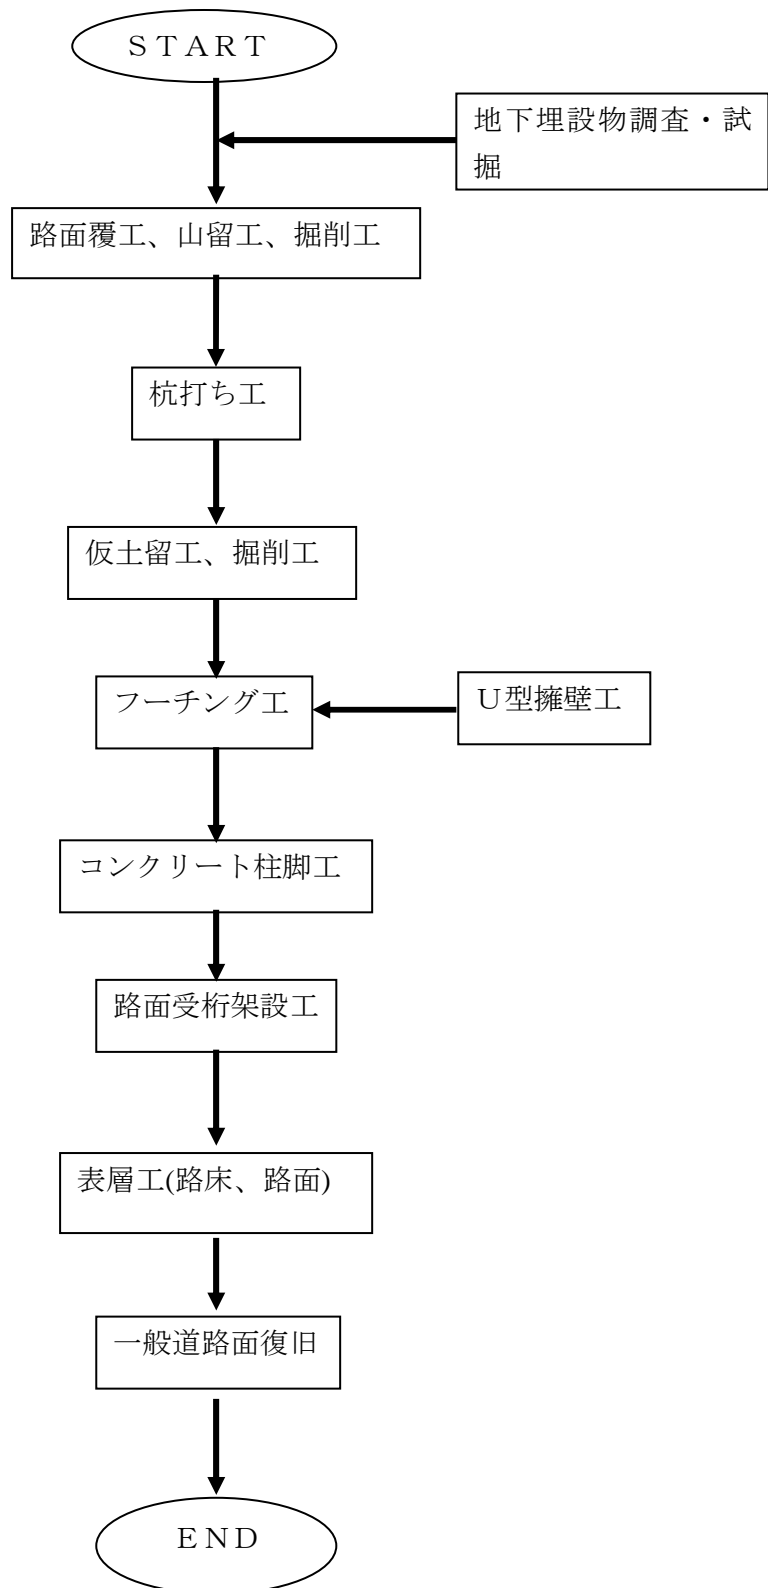 ＳＴＡＲＴ
地下埋設物調査・試
掘
路面覆工、山留工、掘削工
杭打ち工
仮土留工、掘削工
フーチング工
Ｕ型擁壁工
コンクリート柱脚工
路面受桁架設工
表層工(路床、路面)
一般道路面復旧
ＥＮＤ